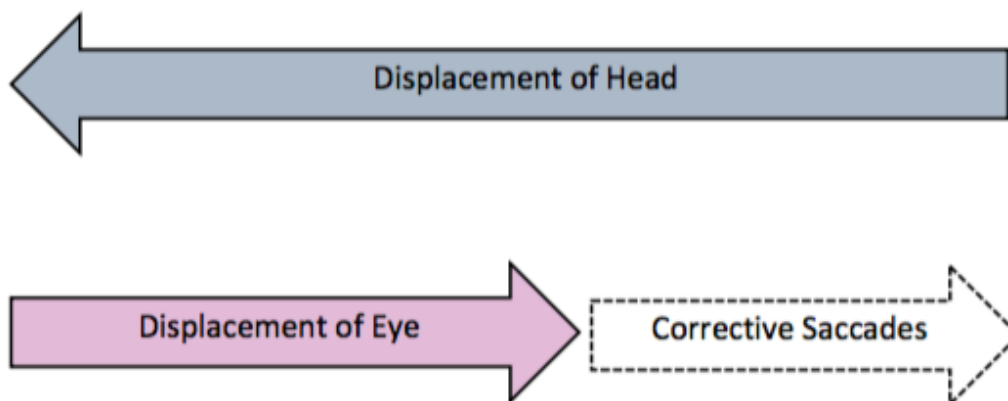 Displacement of Head
Displacement of Eye
Corrective Saccades